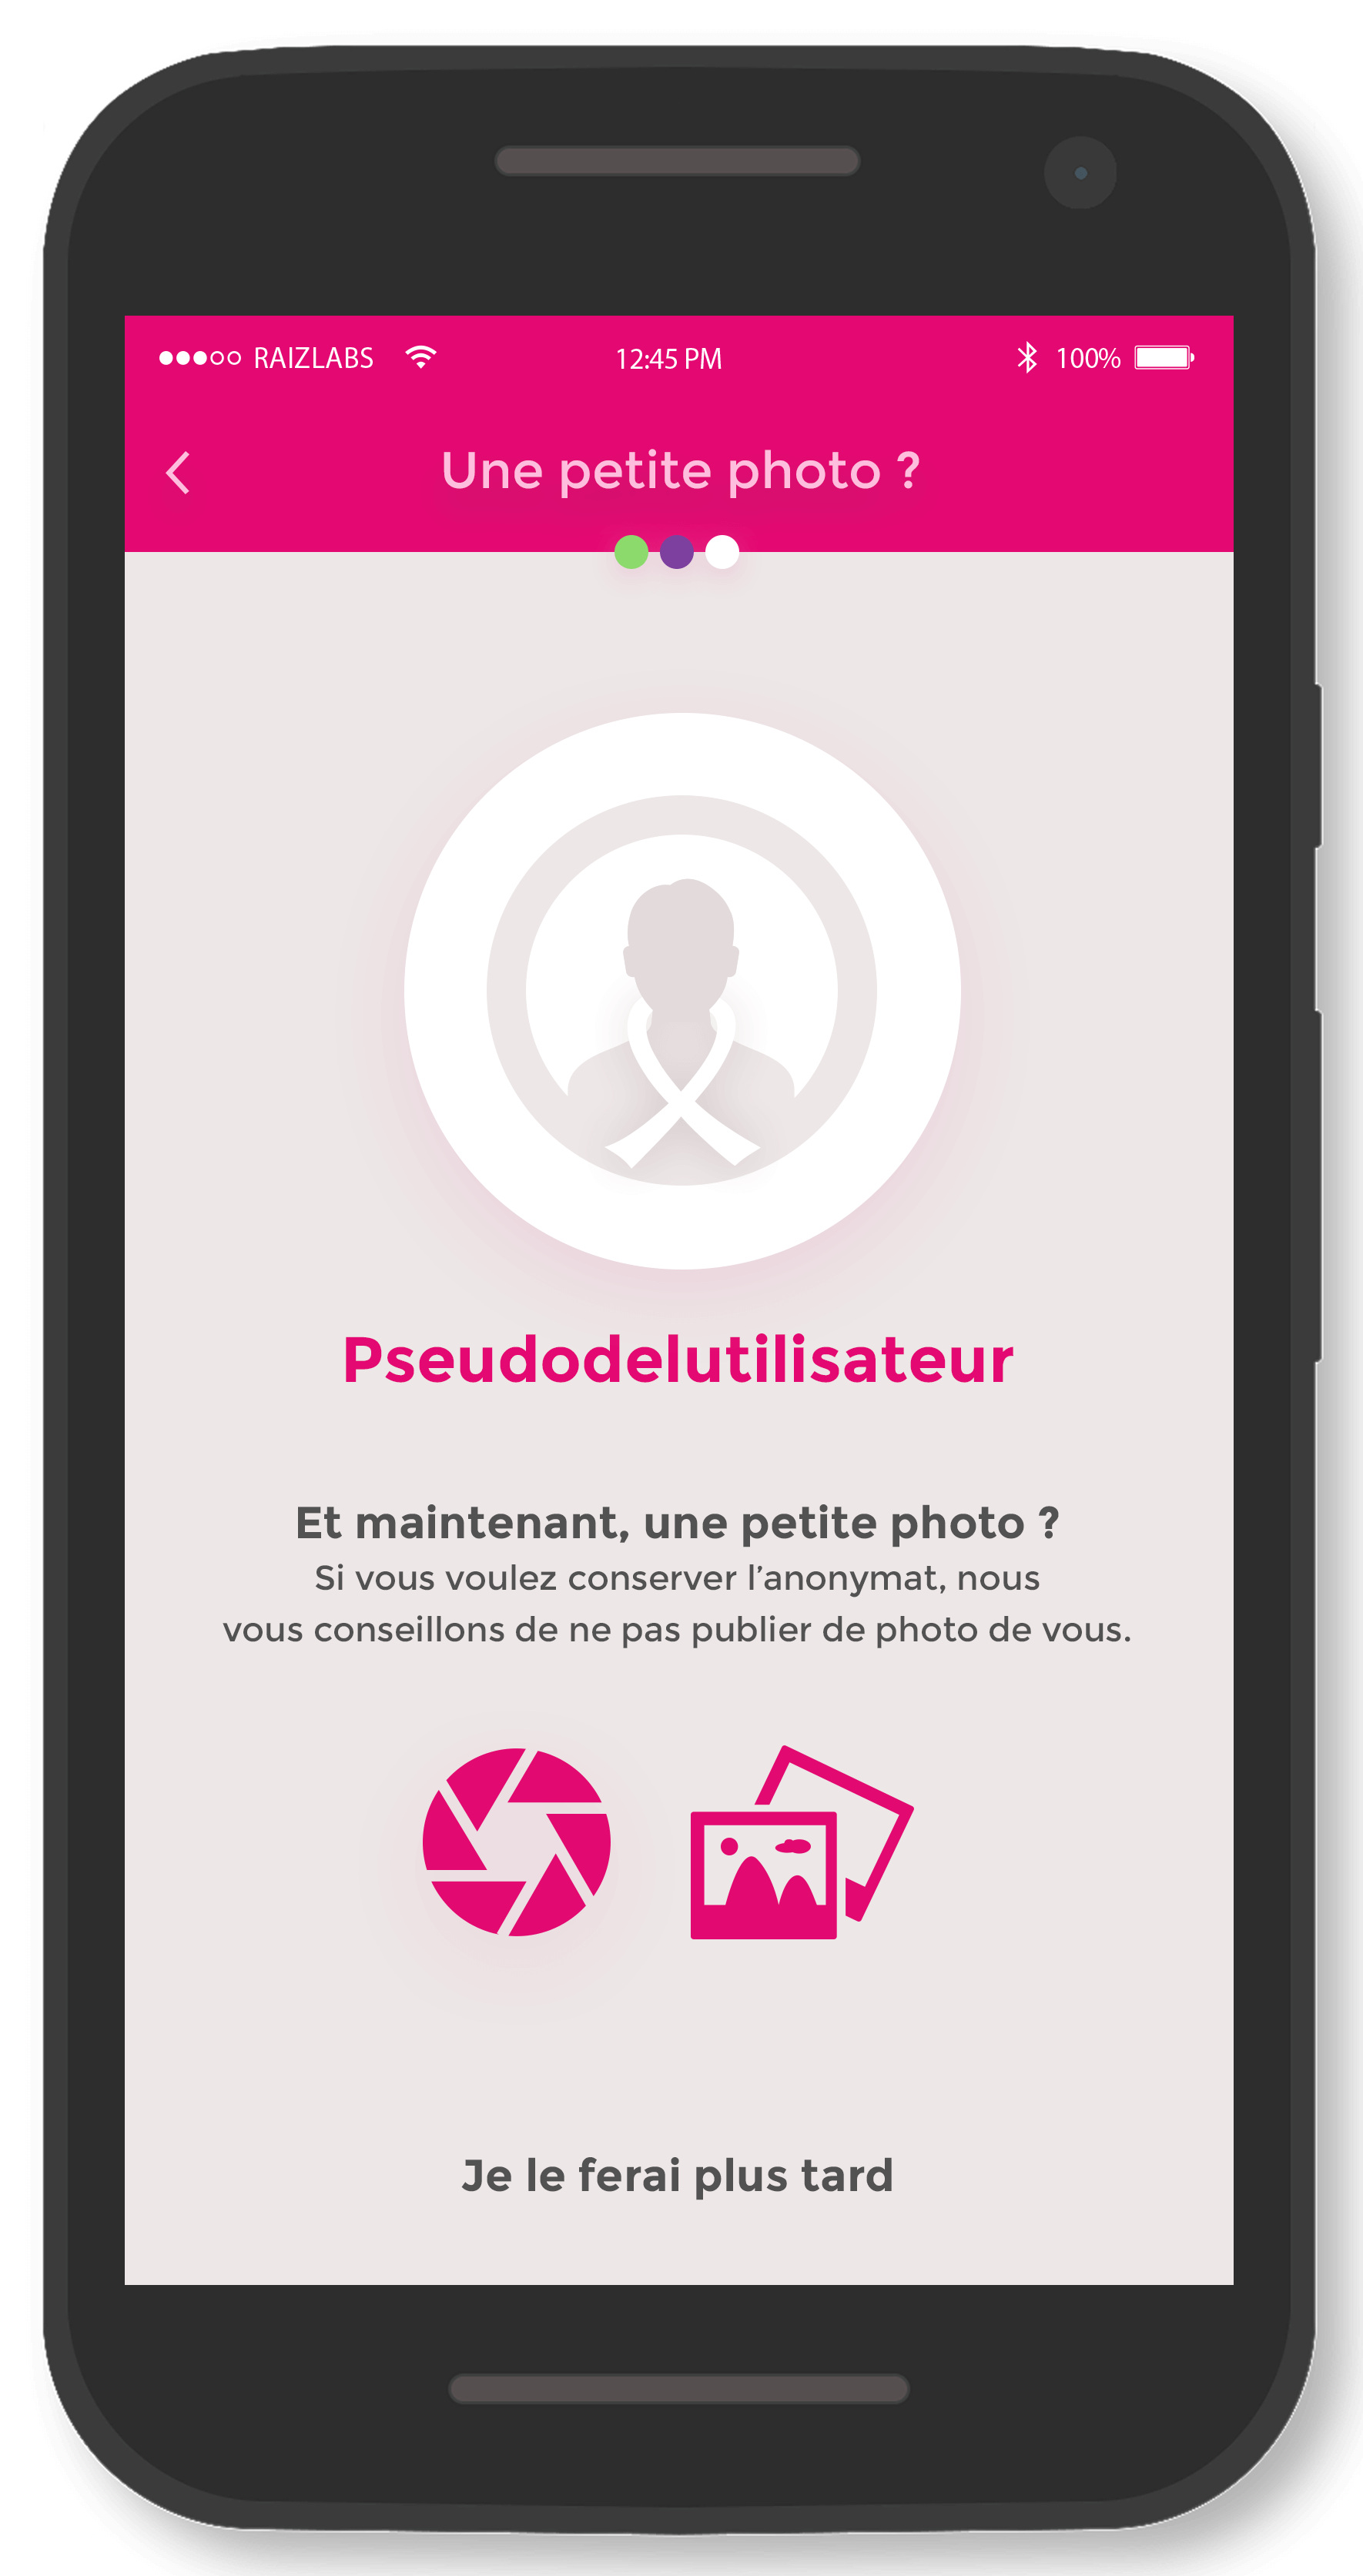 RAIZLABS 12:45 PM 100%
Une petite photo ?
Pseudodelutilisateur
Et maintenant, une petite photo ?
Si vous voulez conserver l’anonymat, nous
vous conseillons de ne pas publier de photo de vous.
Je le ferai plus tard